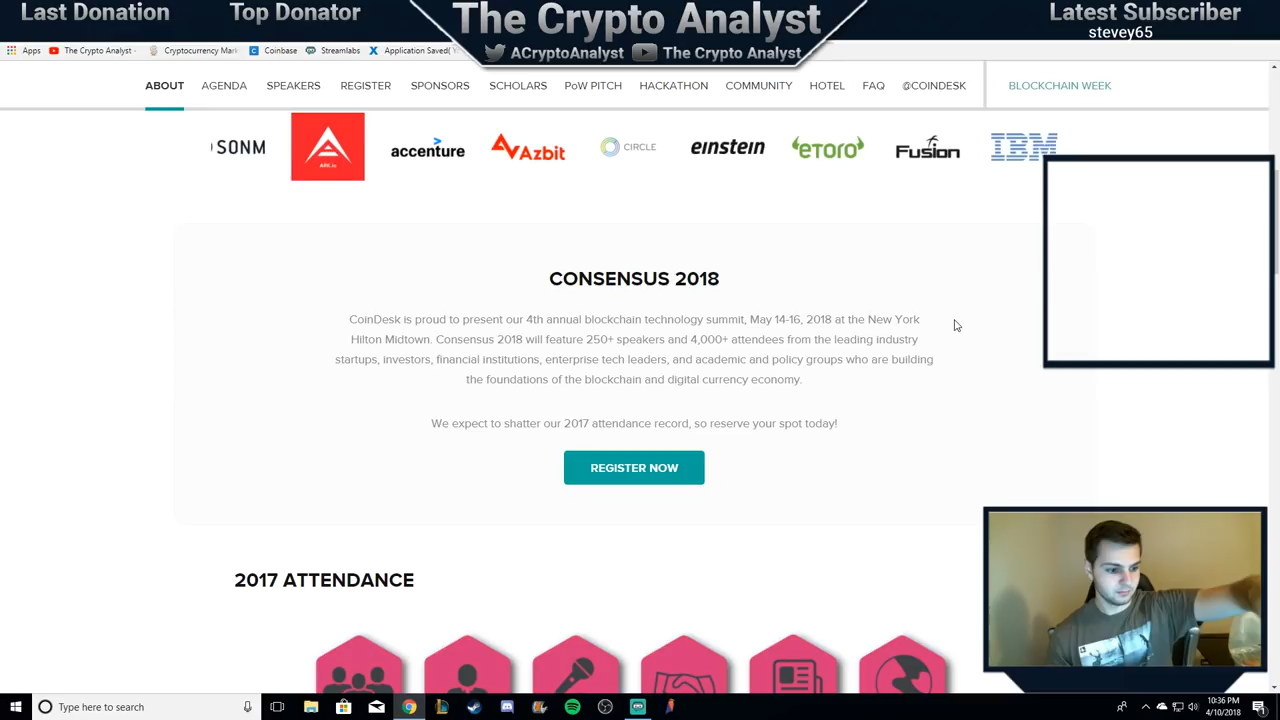 Last Donation
Top Donator
The Crypto Analyst
Latest Subscriber
stevey65
ACryptoAnalyst
The Crypto Analyst
Apps
The Crypto Analyst -
Cryptocurrency Mark
Coinbase
Streamlabs
Application Saved(
ABOUT AGENDA SPEAKERS REGISTER SPONSORS SCHOLARS PoW PITCH HACKATHON COMMUNITY HOTEL FAQ @COINDESK BLOCKCHAIN WEEK
SONM
ARK.io
accenture
Azbit
CIRCLE
einstein
eToro
Fusion
IBM
CONSENSUS 2018
CoinDesk is proud to present our 4th annual blockchain technology summit, May 14-16, 2018 at the New York
Hilton Midtown. Consensus 2018 will feature 250+ speakers and 4,000+ attendees from the leading industry
startups, investors, financial institutions, enterprise tech leaders, and academic and policy groups who are building
the foundations of the blockchain and digital currency economy.
We expect to shatter our 2017 attendance record, so reserve your spot today!
REGISTER NOW
2017 ATTENDANCE
Type here to search
10:36 PM
4/10/2018